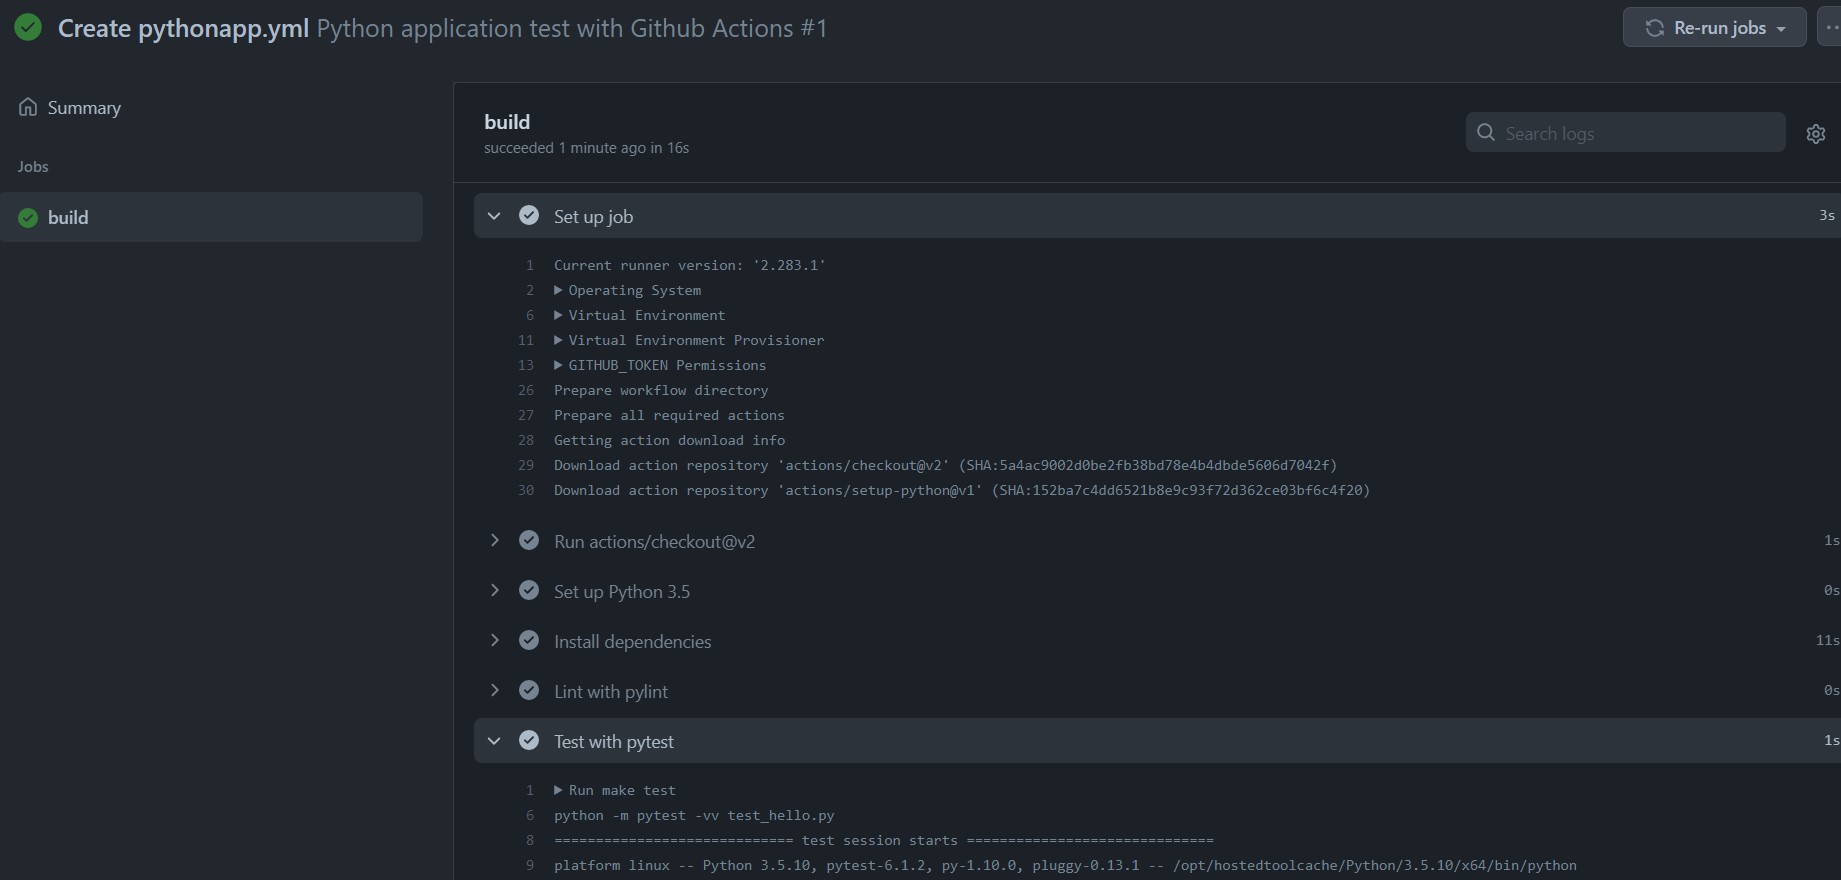 Create pythonapp.yml Python application test with Github Actions #1
Re-run jobs
Summary
Jobs
build
build
succeeded 1 minute ago in 16s
Search logs
Set up job 3s
1 Current runner version: '2.283.1'
2 Operating System
6 Virtual Environment
11 Virtual Environment Provisioner
13 GITHUB_TOKEN Permissions
26 Prepare workflow directory
27 Prepare all required actions
28 Getting action download info
29 Download action repository 'actions/checkout@v2' (SHA:5a4ac9002d0be2fb38bd78e4b4dbde5606d7042f)
30 Download action repository 'actions/setup-python@v1' (SHA:152ba7c4dd6521b8e9c93f72d362ce03bf6c4f20)
Run actions/checkout@v2 1s
Set up Python 3.5 0s
Install dependencies 11s
Lint with pylint 0s
Test with pytest 1s
1 Run make test
6 python -m pytest -vv test_hello.py
8 ============================= test session starts ==============================
9 platform linux -- Python 3.5.10, pytest-6.1.2, py-1.10.0, pluggy-0.13.1 -- /opt/hostedtoolcache/Python/3.5.10/x64/bin/python